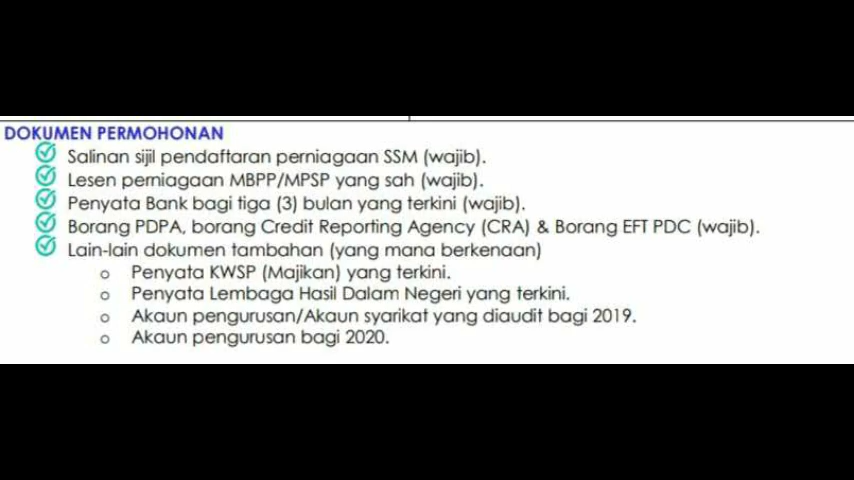 DOKUMEN PERMOHONAN
Salinan sijil pendaftaran perniagaan SSM (wajib).
Lesen perniagaan MBPP/MPSP yang sah (wajib).
Penyata Bank bagi tiga (3) bulan yang terkini (wajib).
Borang PDPA, borang Credit Reporting Agency (CRA) & Borang EFT PDC (wajib).
Lain-lain dokumen tambahan (yang mana berkenaan)
Penyata KWSP (Majikan) yang terkini.
Penyata Lembaga Hasil Dalam Negeri yang terkini.
Akaun pengurusan/Akaun syarikat yang diaudit bagi 2019.
Akaun pengurusan bagi 2020.